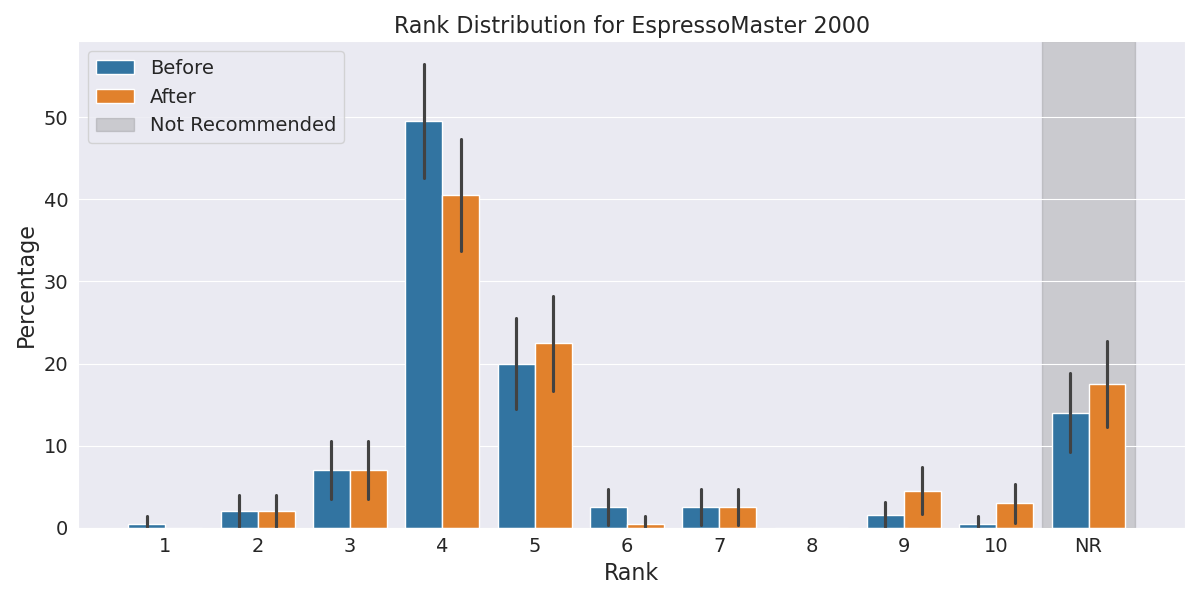 Rank Distribution for EspressoMaster 2000
Before
After
Not Recommended
Percentage
50
40
30
20
10
0
1 2 3 4 5 6 7 8 9 10 NR
Rank